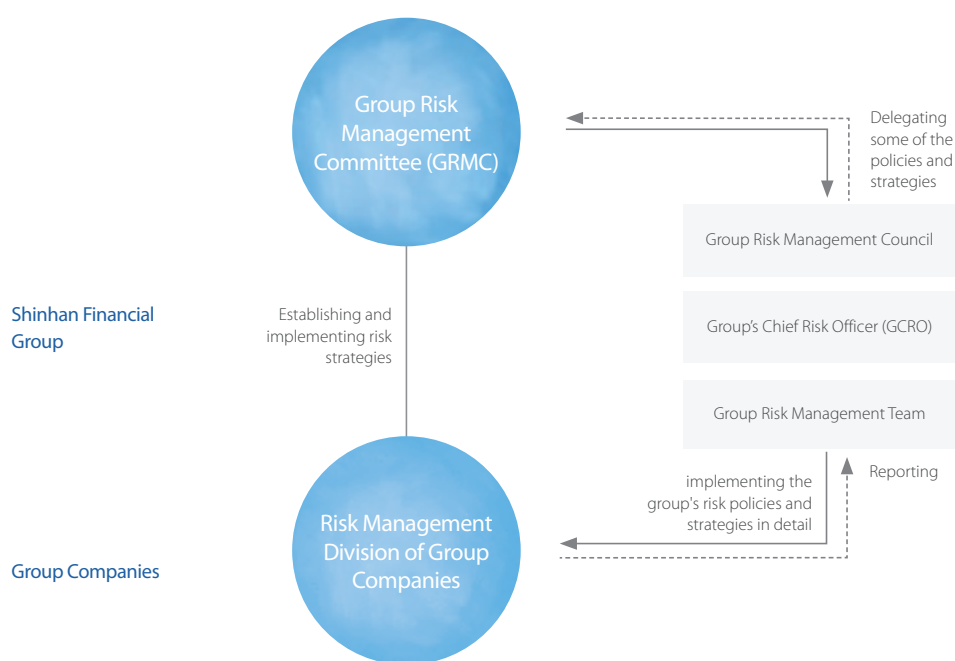 Group Risk
Management
Committee (GRMC)
Delegating
some of the
policies and
strategies
Group Risk Management Council
Shinhan Financial
Group
Establishing and
implementing risk
strategies
Group's Chief Risk Officer (GCRO)
Group Risk Management Team
implementing the
group's risk policies and
strategies in detail
Reporting
Risk Management
Division of Group
Companies
Group Companies